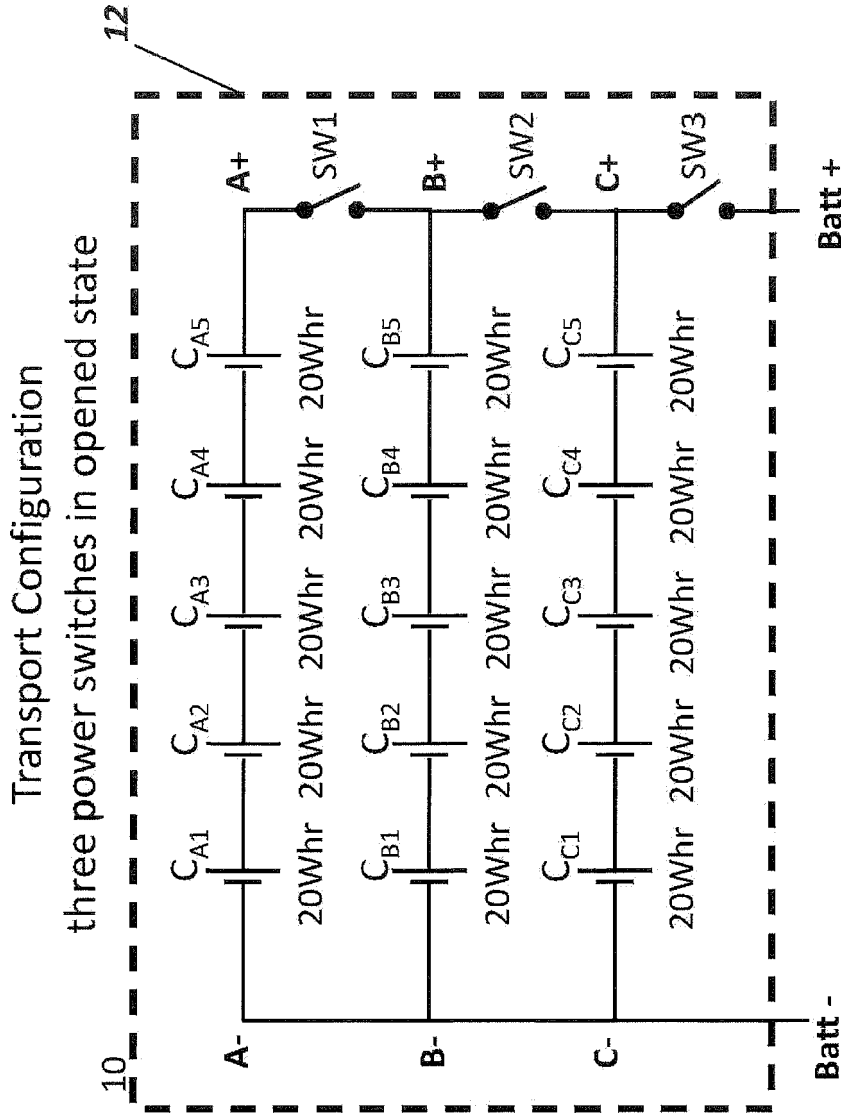 Transport Configuration
three power switches in opened state
10
12
A-
CA1 CA2 CA3 CA4 CA5
A+
20Whr 20Whr 20Whr 20Whr 20Whr
SW1
B-
CB1 CB2 CB3 CB4 CB5
B+
20Whr 20Whr 20Whr 20Whr 20Whr
SW2
C-
CC1 CC2 CC3 CC4 CC5
C+
20Whr 20Whr 20Whr 20Whr 20Whr
SW3
Batt -
Batt +